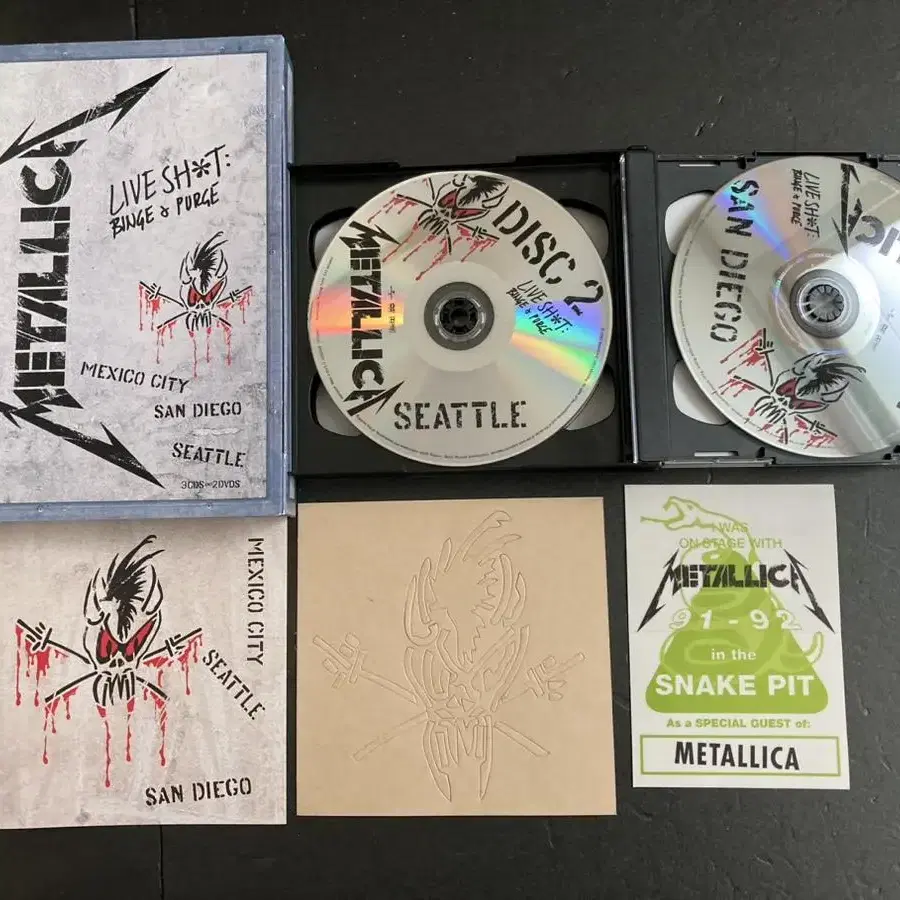 METALLICA
LIVE SH*T:
BINGE & PURGE
MEXICO CITY
SAN DIEGO
SEATTLE
3CDS 2DVDS
METALLICA
DISC 2
LIVE SH*T:
BINGE & PURGE
SEATTLE
LIVE SH*T:
BINGE & PURGE
SAN DIEGO
MEXICO CITY
SEATTLE
SAN DIEGO
I WAS
ON STAGE WITH
METALLICA
91 - 92
in the
SNAKE PIT
As a SPECIAL GUEST of:
METALLICA